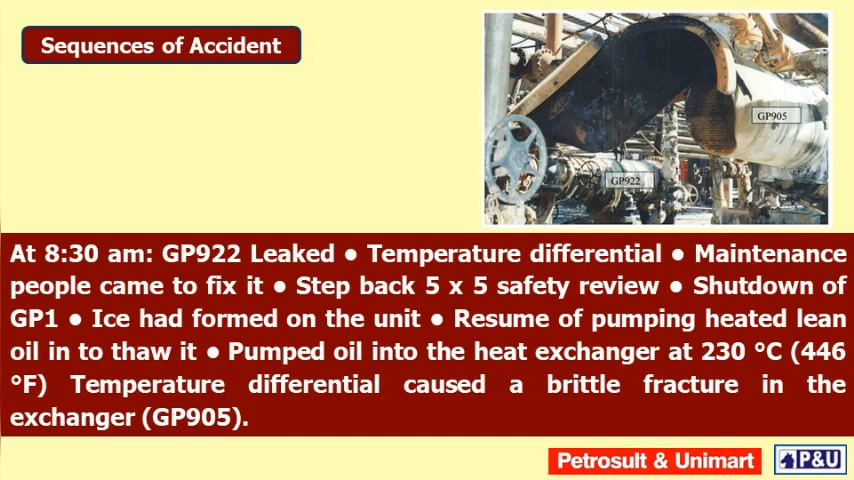 Sequences of Accident
GP905
GP922
At 8:30 am: GP922 Leaked ● Temperature differential ● Maintenance
people came to fix it ● Step back 5 x 5 safety review ● Shutdown of
GP1 ● Ice had formed on the unit ● Resume of pumping heated lean
oil in to thaw it ● Pumped oil into the heat exchanger at 230 °C (446
°F) Temperature differential caused a brittle fracture in the
exchanger (GP905).
Petrosult & Unimart
P&U